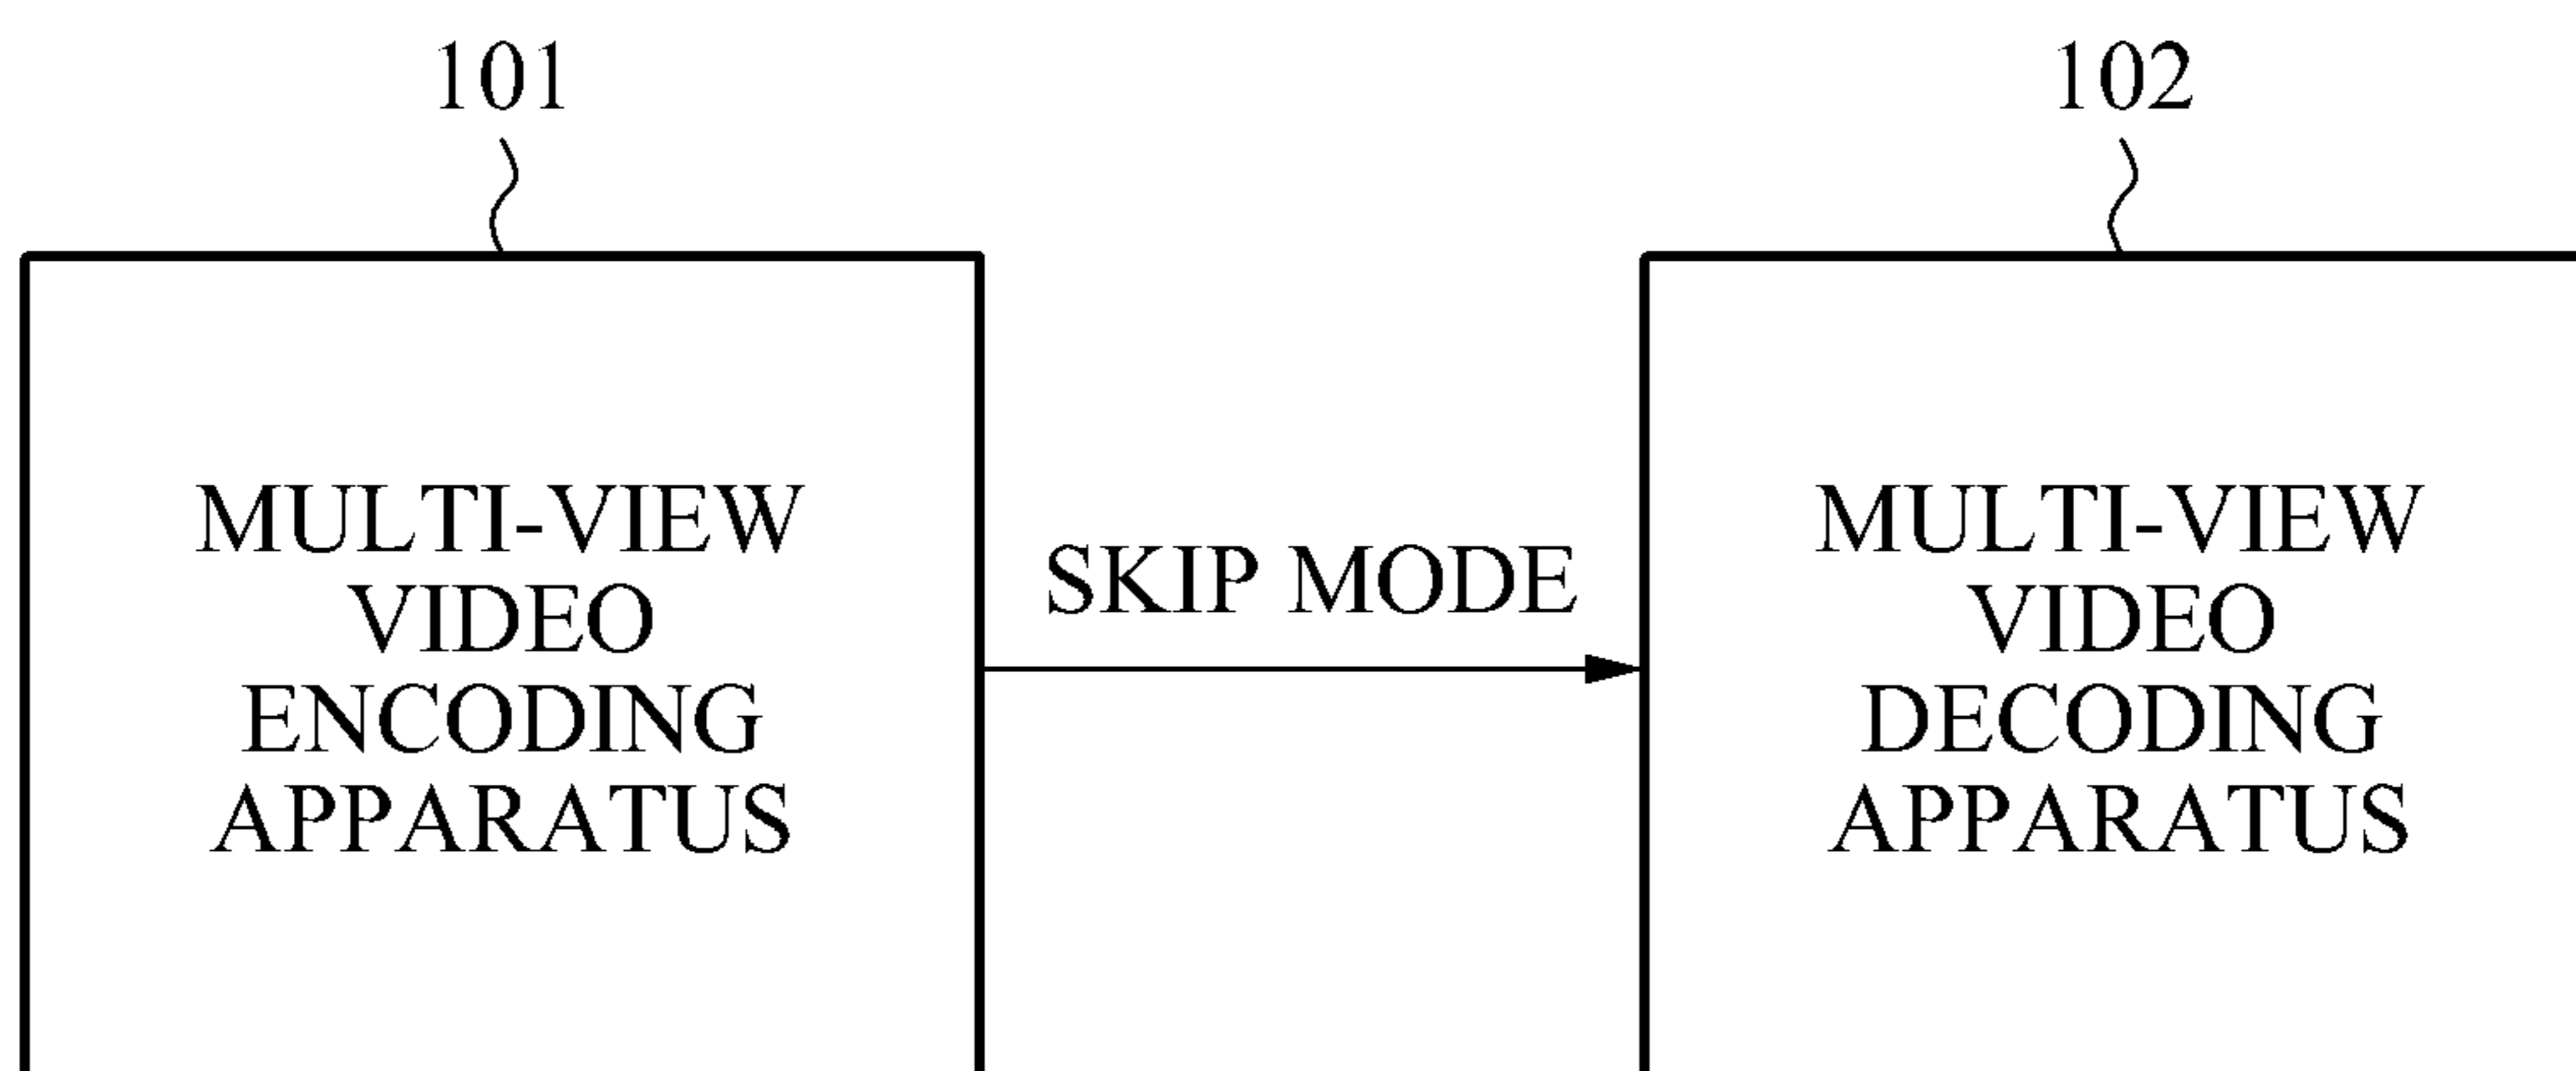 101
102
MULTI-VIEW
VIDEO
ENCODING
APPARATUS
SKIP MODE
MULTI-VIEW
VIDEO
DECODING
APPARATUS